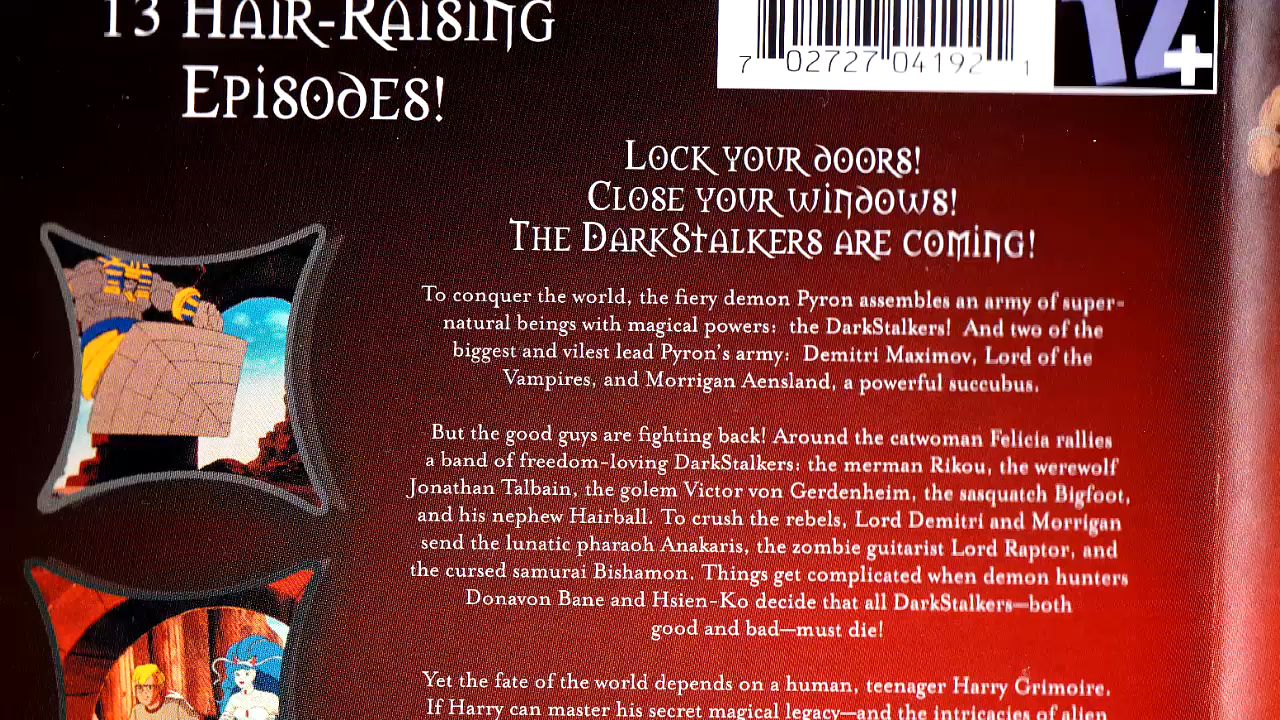 13 Hair-Raising
Episodes!
7 02727 04192 1
14+
Lock your doors!
Close your windows!
The DarkStalkers are coming!
To conquer the world, the fiery demon Pyron assembles an army of super-
natural beings with magical powers: the DarkStalkers! And two of the
biggest and vilest lead Pyron's army: Demitri Maximov, Lord of the
Vampires, and Morrigan Aensland, a powerful succubus.
But the good guys are fighting back! Around the catwoman Felicia rallies
a band of freedom-loving DarkStalkers: the merman Rikou, the werewolf
Jonathan Talbain, the golem Victor von Gerdenheim, the sasquatch Bigfoot,
and his nephew Hairball. To crush the rebels, Lord Demitri and Morrigan
send the lunatic pharaoh Anakaris, the zombie guitarist Lord Raptor, and
the cursed samurai Bishamon. Things get complicated when demon hunters
Donavon Bane and Hsien-Ko decide that all DarkStalkers—both
good and bad—must die!
Yet the fate of the world depends on a human, teenager Harry Grimoire.
If Harry can master his secret magical legacy—and the intricacies of alien